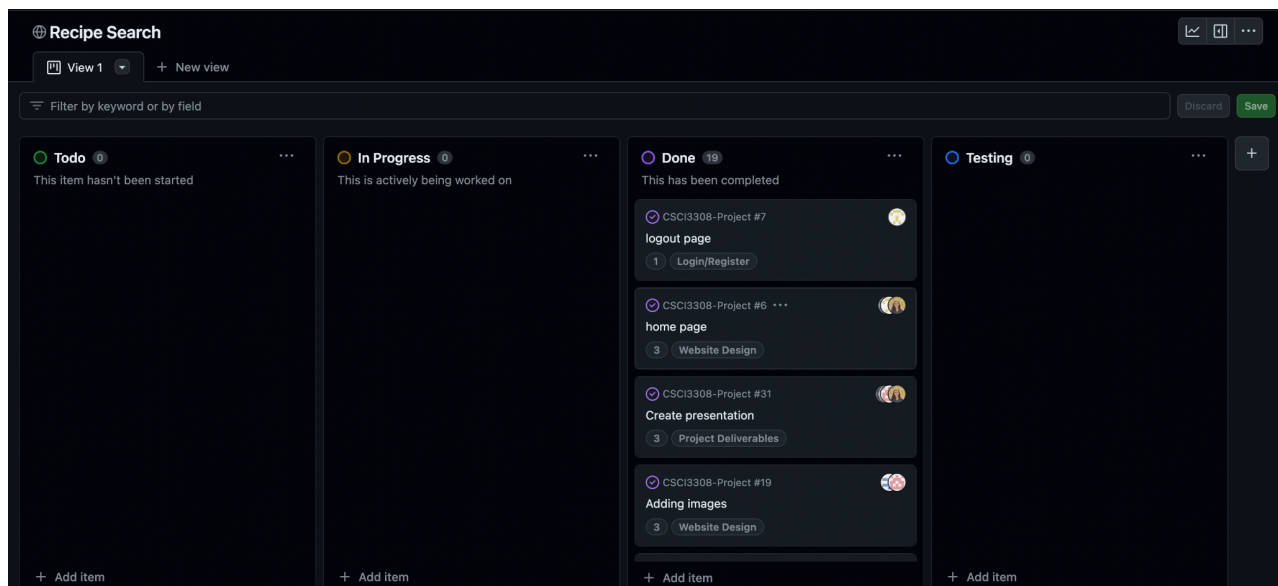 Recipe Search
View 1
+ New view
Filter by keyword or by field
Discard
Save
Todo 0
This item hasn't been started
+ Add item
In Progress 0
This is actively being worked on
+ Add item
Done 19
This has been completed
CSCI3308-Project #7
logout page
1 Login/Register
CSCI3308-Project #6
home page
3 Website Design
CSCI3308-Project #31
Create presentation
3 Project Deliverables
CSCI3308-Project #19
Adding images
3 Website Design
+ Add item
Testing 0
+ Add item
+